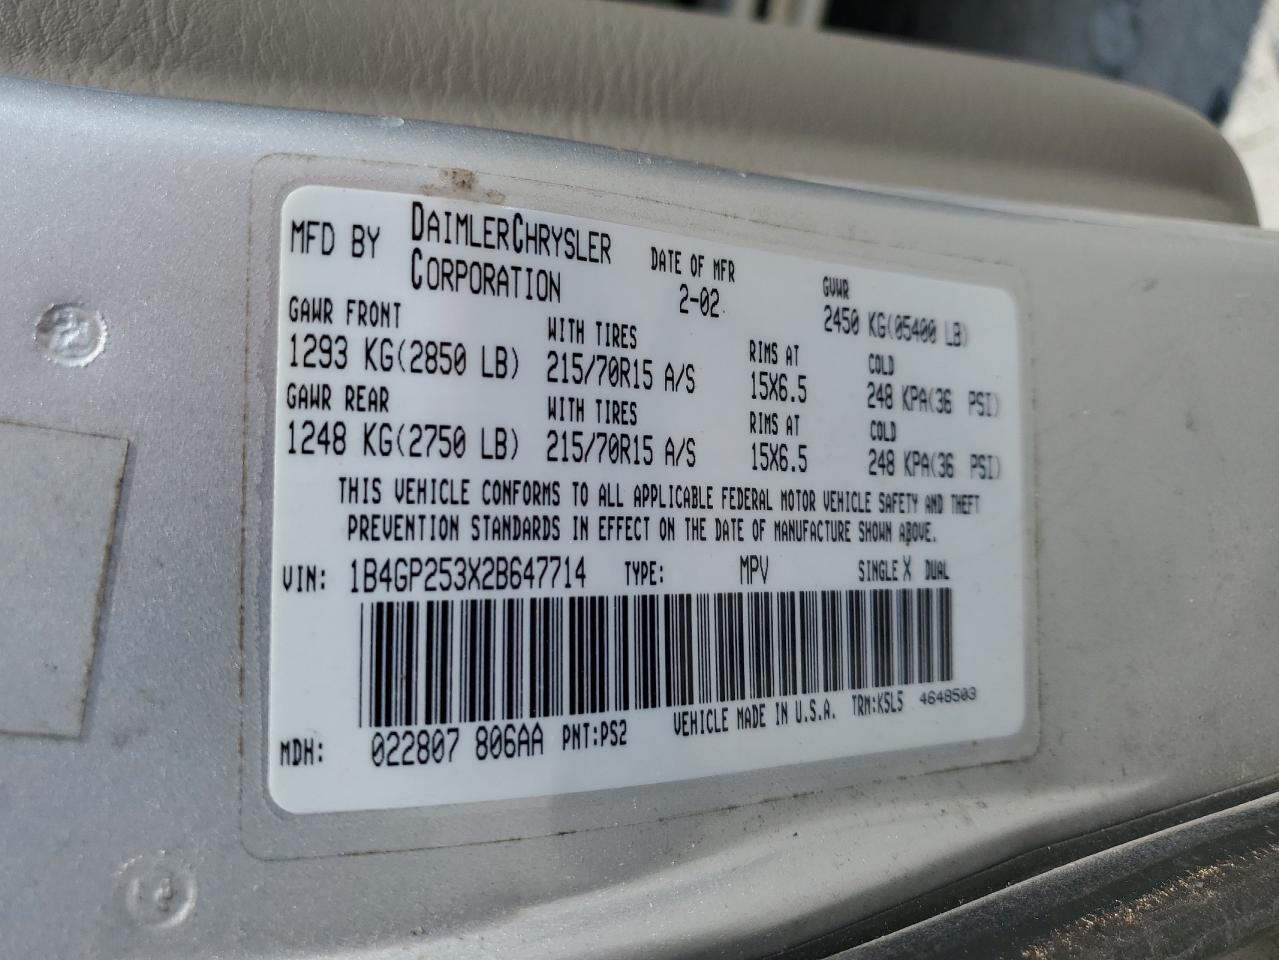 MFD BY DAIMLERCHRYSLER CORPORATION DATE OF MFR 2-02 GVWR 2450 KG(05400 LB)
GAWR FRONT WITH TIRES RIMS AT COLD
1293 KG(2850 LB) 215/70R15 A/S 15X6.5 248 KPA(36 PSI)
GAWR REAR WITH TIRES RIMS AT COLD
1248 KG(2750 LB) 215/70R15 A/S 15X6.5 248 KPA(36 PSI)
THIS VEHICLE CONFORMS TO ALL APPLICABLE FEDERAL MOTOR VEHICLE SAFETY AND THEFT
PREVENTION STANDARDS IN EFFECT ON THE DATE OF MANUFACTURE SHOWN ABOVE.
VIN: 1B4GP253X2B647714 TYPE: MPV SINGLE X DUAL
MDH: 022807 806AA PNT:PS2 VEHICLE MADE IN U.S.A. TRM:K5L5 4648503